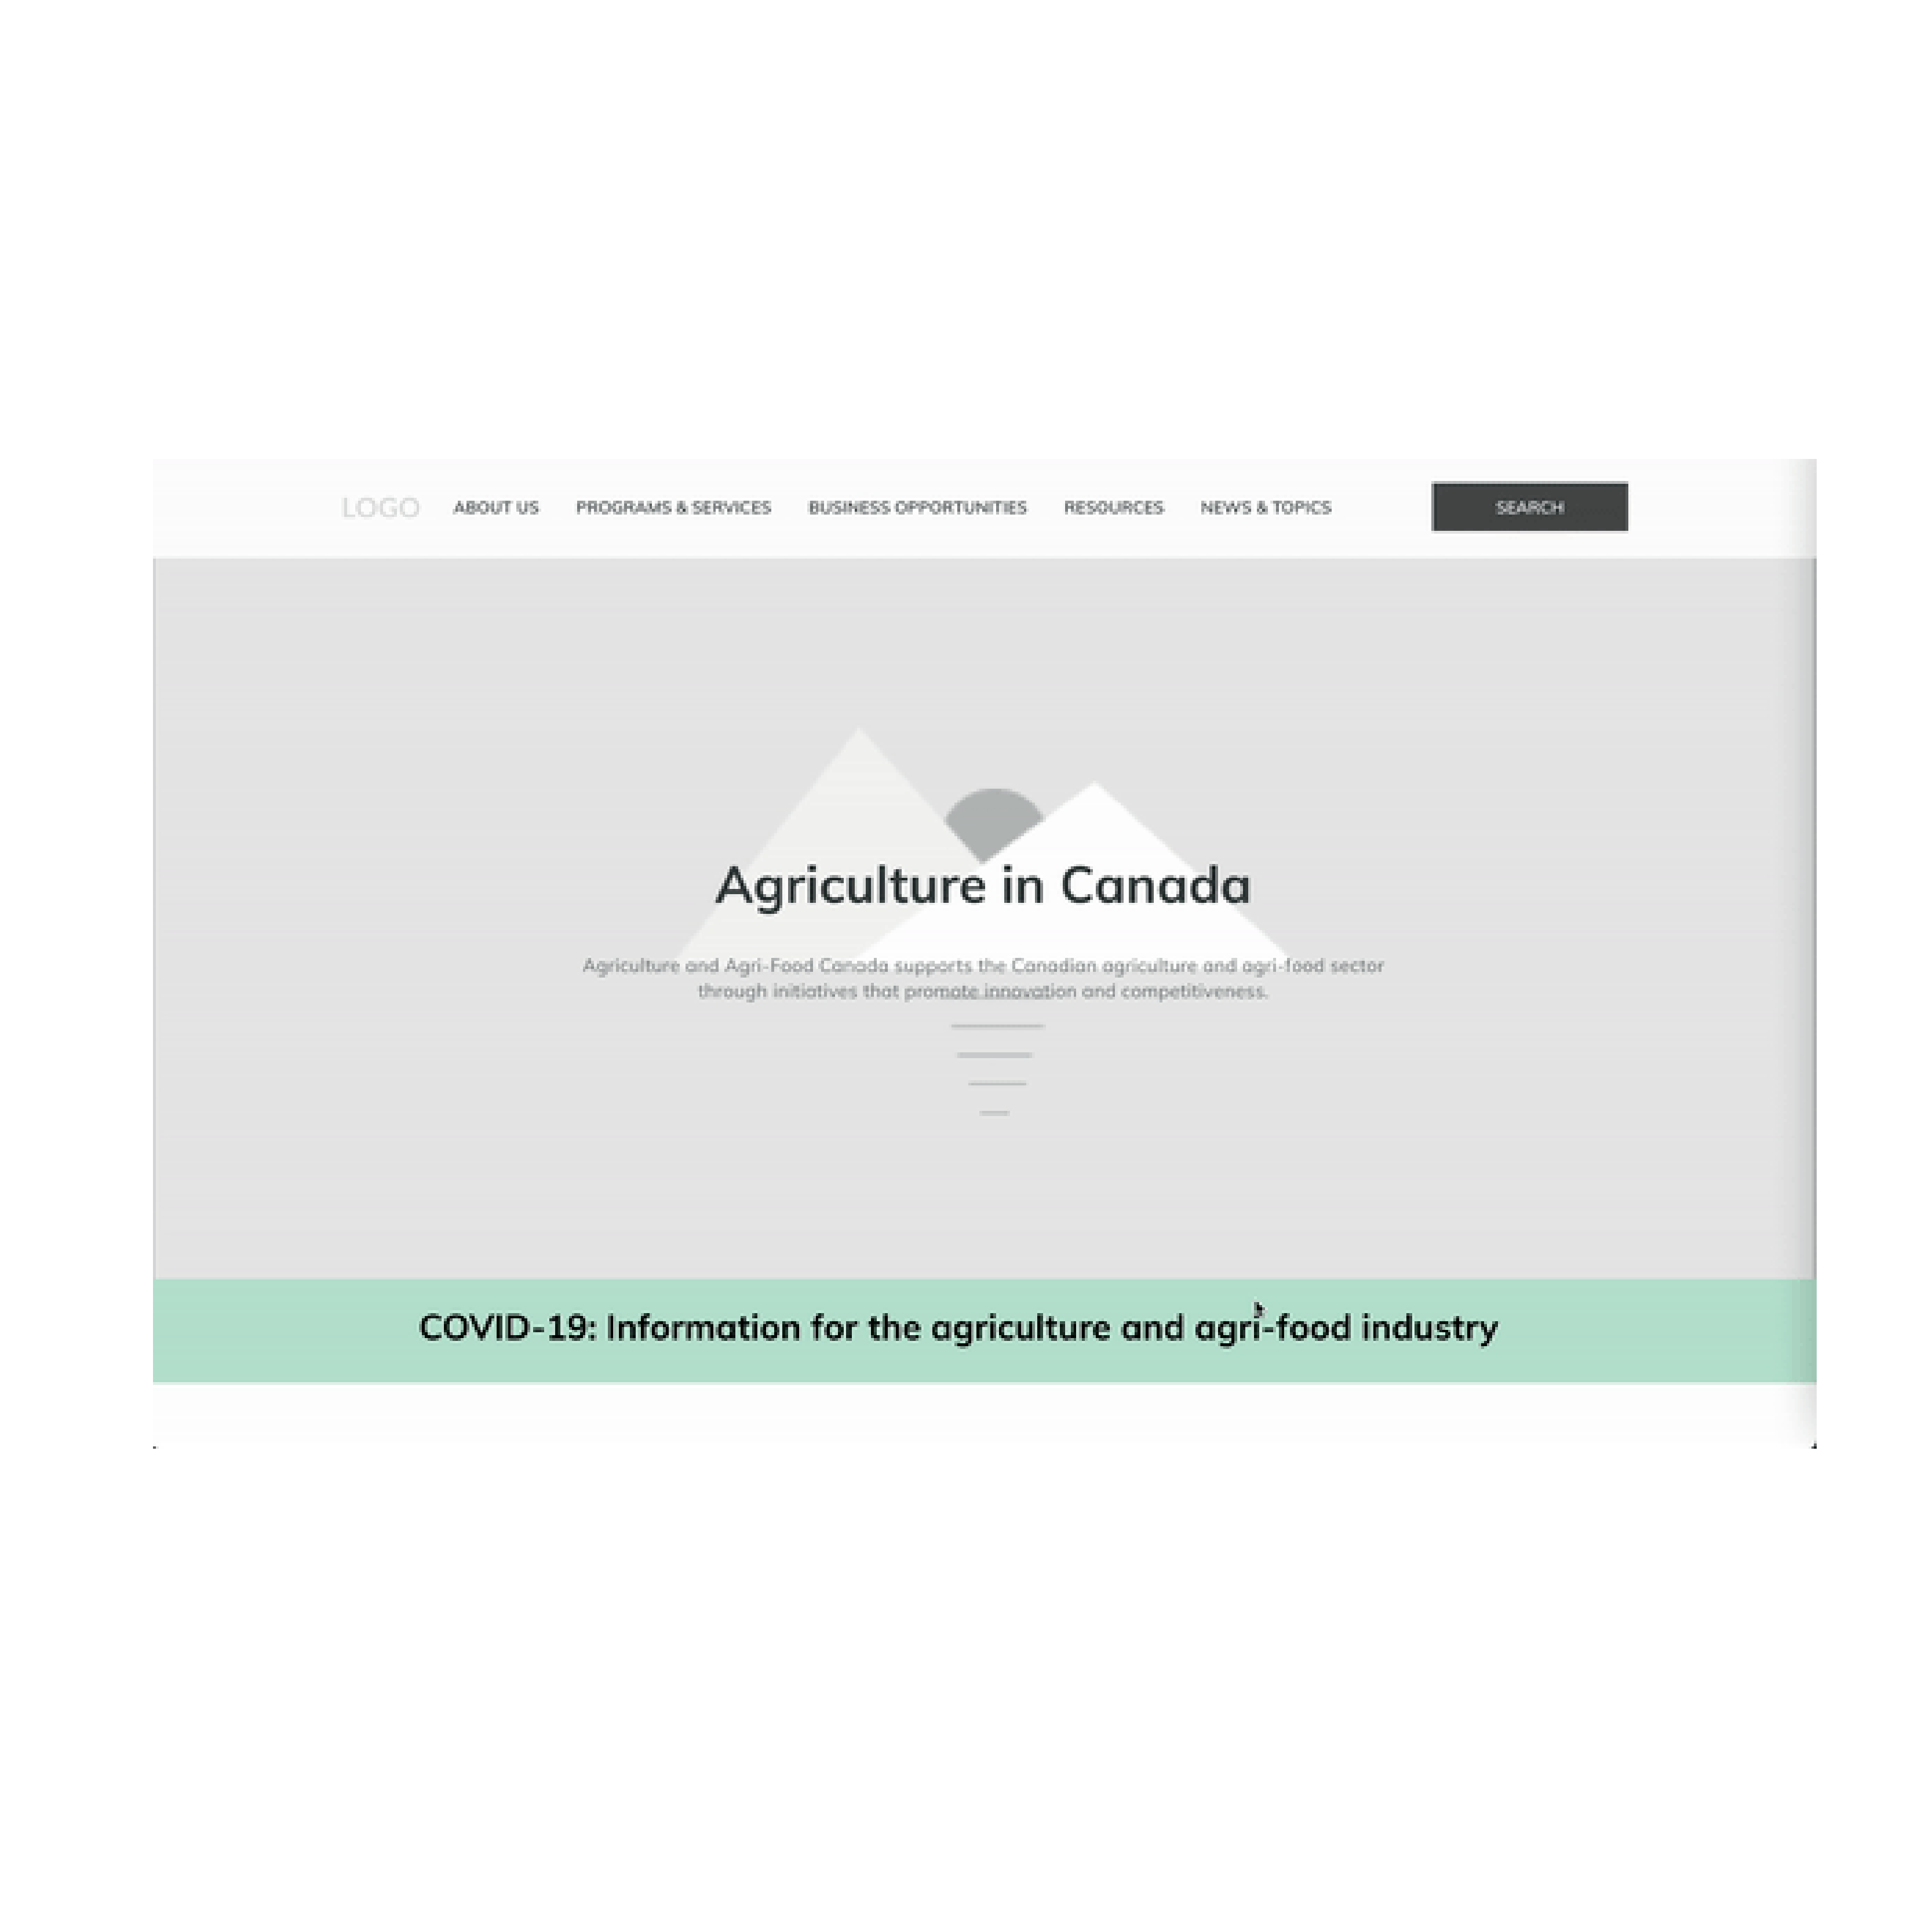 LOGO ABOUT US PROGRAMS & SERVICES BUSINESS OPPORTUNITIES RESOURCES NEWS & TOPICS SEARCH
Agriculture in Canada
Agriculture and Agri-Food Canada supports the Canadian agriculture and agri-food sector
through initiatives that promote innovation and competitiveness.
COVID-19: Information for the agriculture and agri-food industry